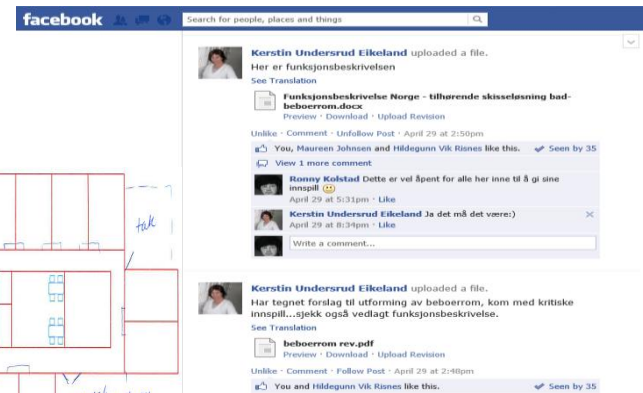 facebook
Search for people, places and things
Kerstin Undersrud Eikeland uploaded a file.
Her er funksjonsbeskrivelsen
See Translation
Funksjonsbeskrivelse Norge - tilhørende skisseløsning bad-
beboerrom.docx
Preview · Download · Upload Revision
Unlike · Comment · Unfollow Post · April 29 at 2:50pm
You, Maureen Johnsen and Hildegunn Vik Risnes like this. Seen by 35
View 1 more comment
Ronny Kolstad Dette er vel åpent for alle her inne til å gi sine
innspill
April 29 at 5:31pm · Like
Kerstin Undersrud Eikeland Ja det må det være:)
April 29 at 8:34pm · Like
Write a comment...
tak
Kerstin Undersrud Eikeland uploaded a file.
Har tegnet forslag til utforming av beboerrom, kom med kritiske
innspill...sjekk også vedlagt funksjonsbeskrivelse.
See Translation
beboerrom rev.pdf
Preview · Download · Upload Revision
Unlike · Comment · Follow Post · April 29 at 2:48pm
You and Hildegunn Vik Risnes like this. Seen by 35